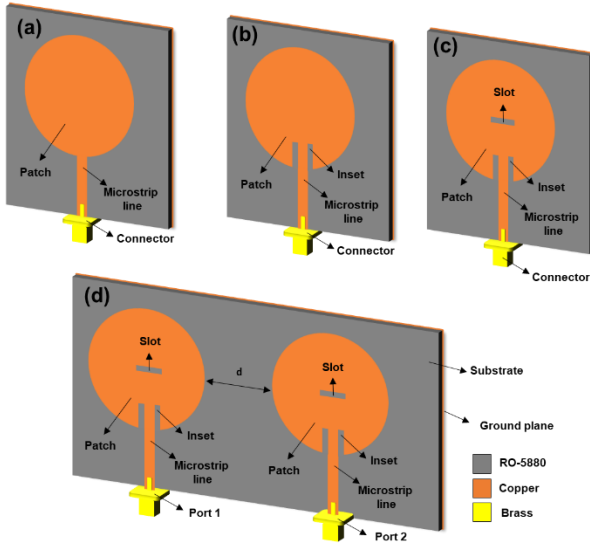 (a)
Patch
Microstrip
line
Connector
(b)
Patch
Inset
Microstrip
line
Connector
(c)
Slot
Patch
Inset
Microstrip
line
Connector
(d)
Slot
d
Slot
Patch
Inset
Microstrip
line
Port 1
Patch
Inset
Microstrip
line
Port 2
Substrate
Ground plane
RO-5880
Copper
Brass